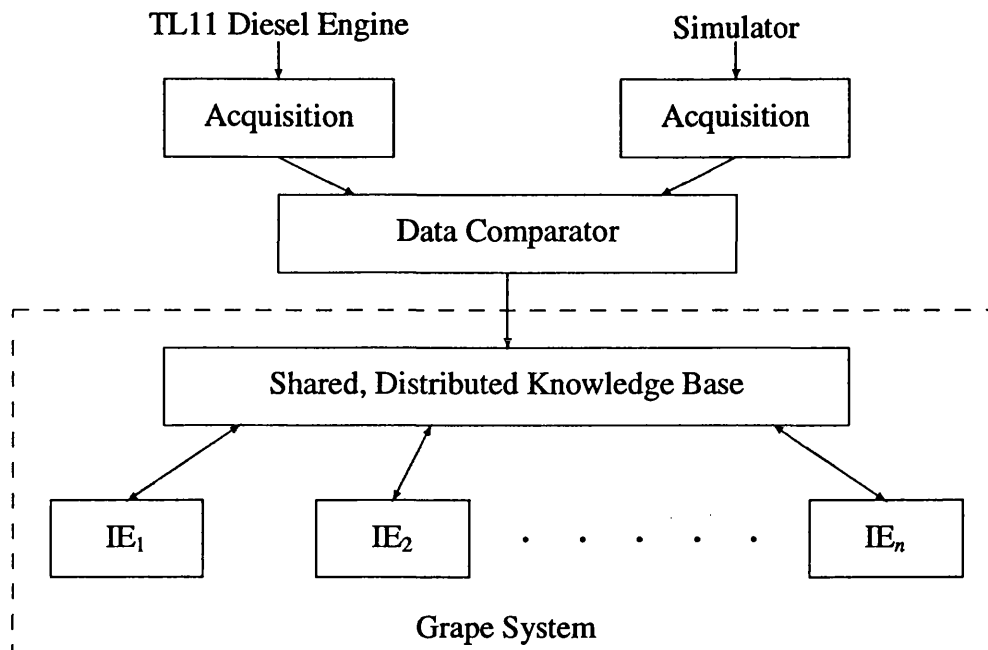 TL11 Diesel Engine
Simulator
Acquisition
Acquisition
Data Comparator
Shared, Distributed Knowledge Base
IE₁
IE₂
. . . . .
IEₙ
Grape System